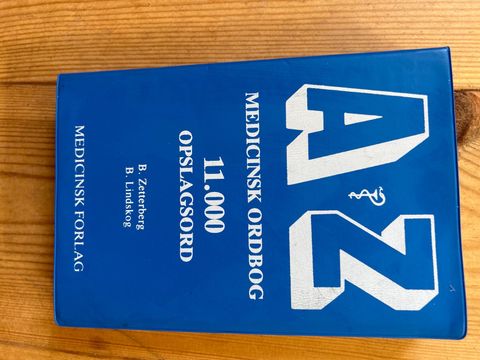 A
Z
MEDICINSK ORDBOG
11.000
OPSLAGSORD
B. Zetterberg
B. Lindskog
MEDICINSK FORLAG